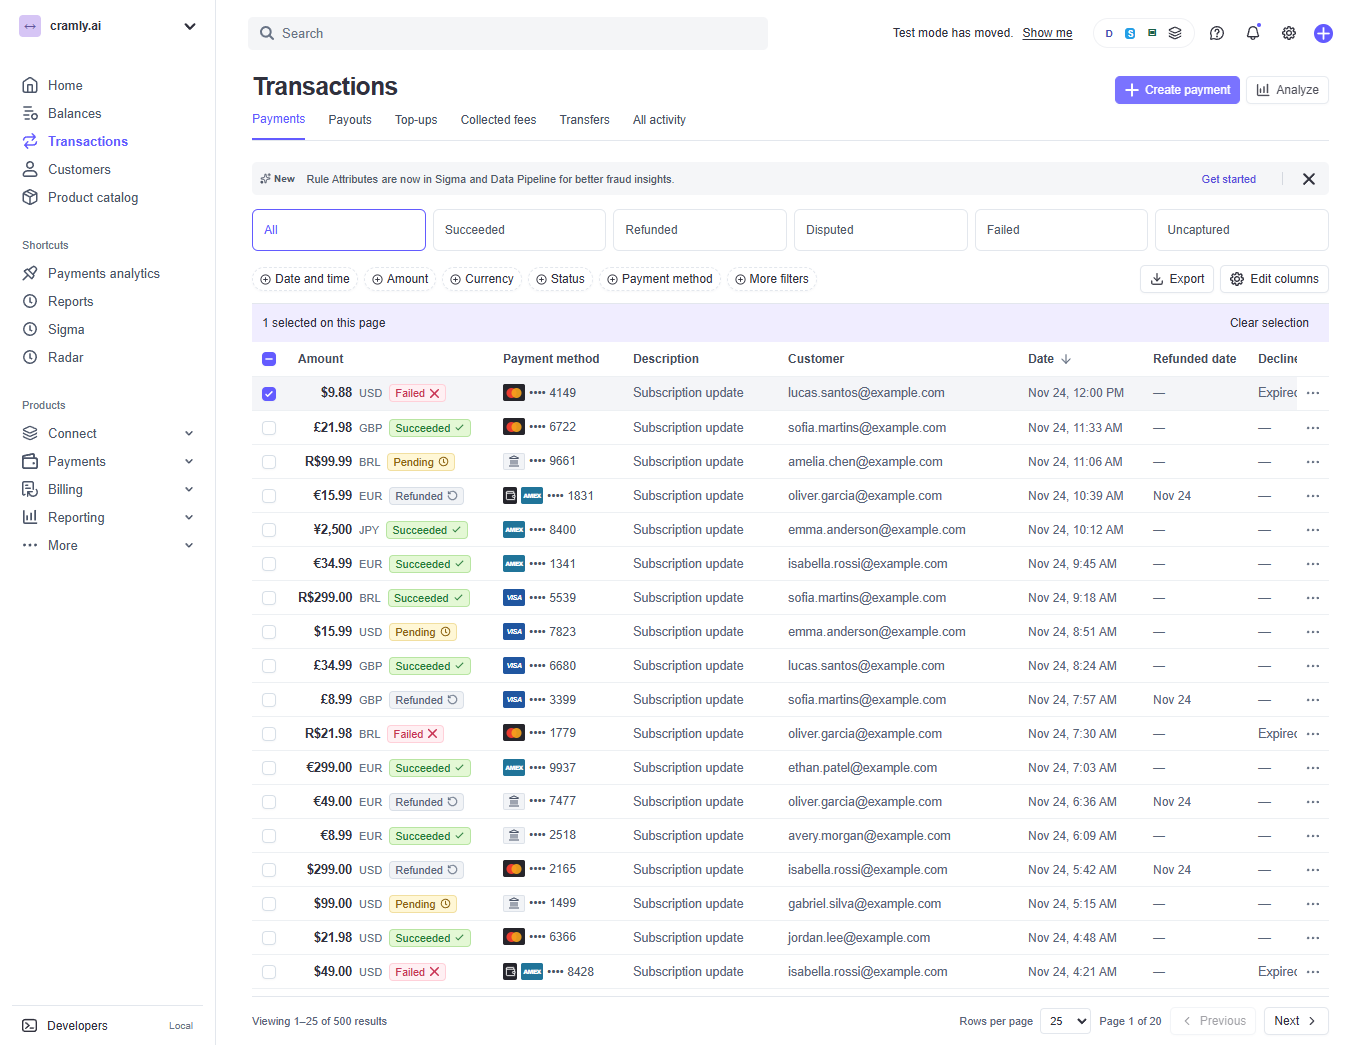 cramly.ai
Search
Test mode has moved. Show me
Home
Balances
Transactions
Customers
Product catalog
Shortcuts
Payments analytics
Reports
Sigma
Radar
Products
Connect
Payments
Billing
Reporting
More
Developers Local
Transactions
Create payment Analyze
Payments Payouts Top-ups Collected fees Transfers All activity
New Rule Attributes are now in Sigma and Data Pipeline for better fraud insights. Get started
All Succeeded Refunded Disputed Failed Uncaptured
Date and time Amount Currency Status Payment method More filters Export Edit columns
1 selected on this page Clear selection
Amount Payment method Description Customer Date Refunded date Decline
$9.88 USD Failed •••• 4149 Subscription update lucas.santos@example.com Nov 24, 12:00 PM — Expired
£21.98 GBP Succeeded •••• 6722 Subscription update sofia.martins@example.com Nov 24, 11:33 AM — —
R$99.99 BRL Pending •••• 9661 Subscription update amelia.chen@example.com Nov 24, 11:06 AM — —
€15.99 EUR Refunded AMEX •••• 1831 Subscription update oliver.garcia@example.com Nov 24, 10:39 AM Nov 24 —
¥2,500 JPY Succeeded AMEX •••• 8400 Subscription update emma.anderson@example.com Nov 24, 10:12 AM — —
€34.99 EUR Succeeded AMEX •••• 1341 Subscription update isabella.rossi@example.com Nov 24, 9:45 AM — —
R$299.00 BRL Succeeded VISA •••• 5539 Subscription update sofia.martins@example.com Nov 24, 9:18 AM — —
$15.99 USD Pending VISA •••• 7823 Subscription update emma.anderson@example.com Nov 24, 8:51 AM — —
£34.99 GBP Succeeded VISA •••• 6680 Subscription update lucas.santos@example.com Nov 24, 8:24 AM — —
£8.99 GBP Refunded VISA •••• 3399 Subscription update sofia.martins@example.com Nov 24, 7:57 AM Nov 24 —
R$21.98 BRL Failed •••• 1779 Subscription update oliver.garcia@example.com Nov 24, 7:30 AM — Expired
€299.00 EUR Succeeded AMEX •••• 9937 Subscription update ethan.patel@example.com Nov 24, 7:03 AM — —
€49.00 EUR Refunded •••• 7477 Subscription update oliver.garcia@example.com Nov 24, 6:36 AM Nov 24 —
€8.99 EUR Succeeded •••• 2518 Subscription update avery.morgan@example.com Nov 24, 6:09 AM — —
$299.00 USD Refunded •••• 2165 Subscription update isabella.rossi@example.com Nov 24, 5:42 AM Nov 24 —
$99.00 USD Pending •••• 1499 Subscription update gabriel.silva@example.com Nov 24, 5:15 AM — —
$21.98 USD Succeeded •••• 6366 Subscription update jordan.lee@example.com Nov 24, 4:48 AM — —
$49.00 USD Failed AMEX •••• 8428 Subscription update isabella.rossi@example.com Nov 24, 4:21 AM — Expired
Viewing 1–25 of 500 results Rows per page 25 Page 1 of 20 Previous Next